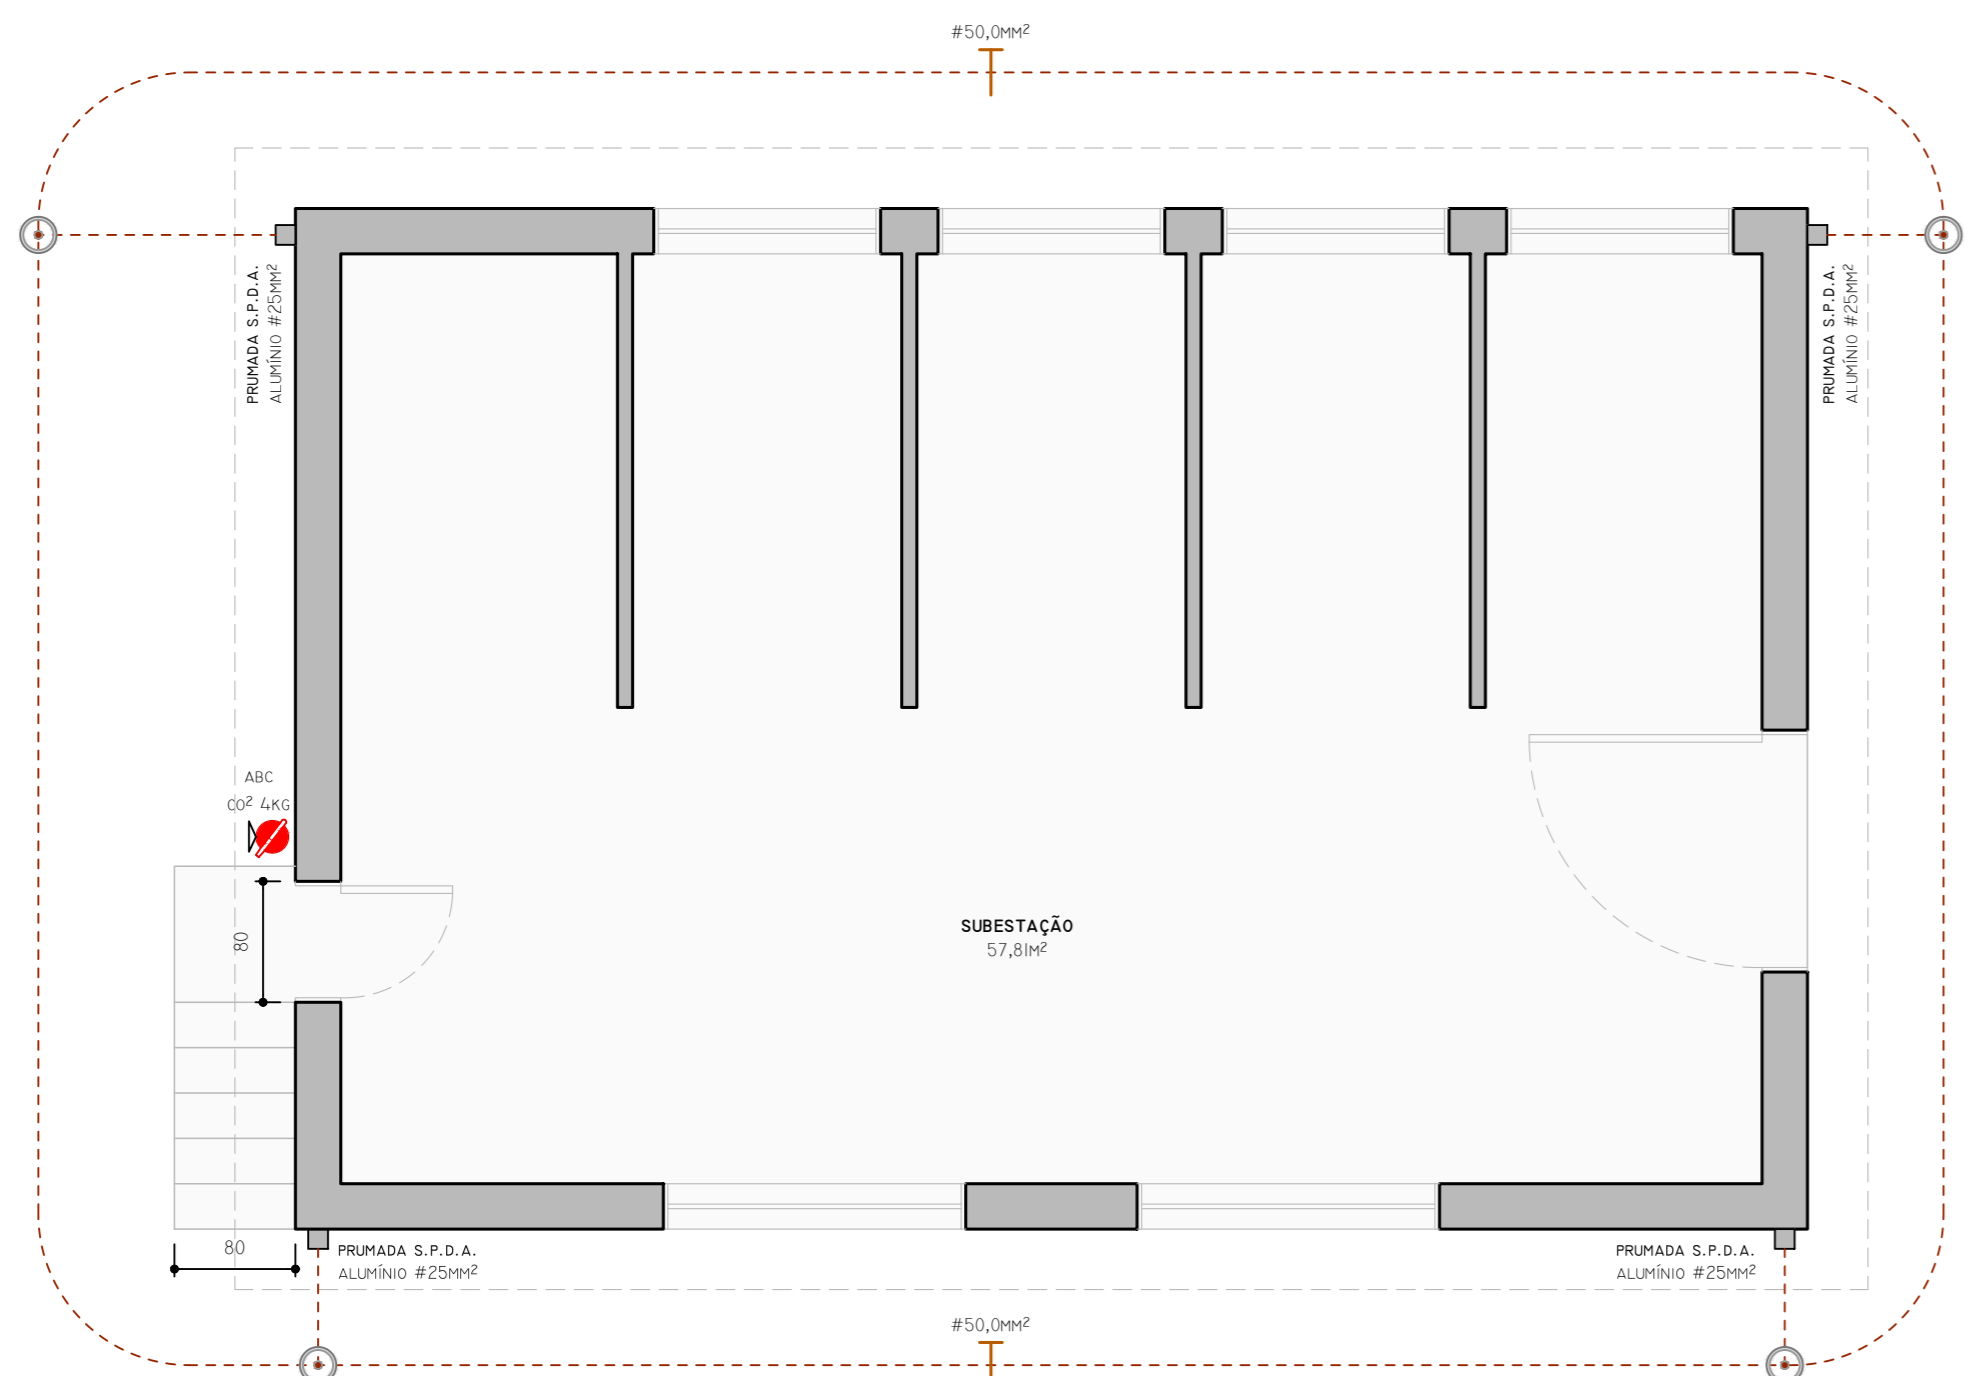 #50,0MM²
PRUMADA S.P.D.A.
ALUMÍNIO #25MM²
PRUMADA S.P.D.A.
ALUMÍNIO #25MM²
ABC
CO² 4KG
80
SUBESTAÇÃO
57,81M²
80
PRUMADA S.P.D.A.
ALUMÍNIO #25MM²
PRUMADA S.P.D.A.
ALUMÍNIO #25MM²
#50,0MM²